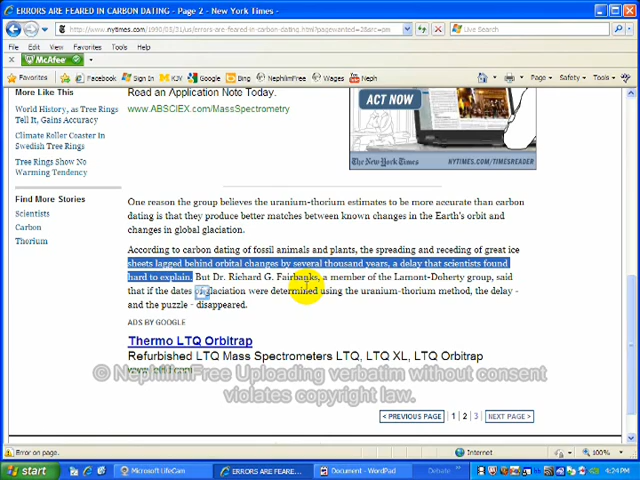 ERRORS ARE FEARED IN CARBON DATING - Page 2 - New York Times -
www.nytimes.com/1990/05/31/us/errors-are-feared-in-carbon-dating.html?pagewanted=2&src=pm
Live Search
File Edit View Favorites Tools Help
McAfee
Favorites Facebook Sign In KJV Google Bing NephilimFree Wages Neph Page Safety Tools
More Like This
World History, as Tree Rings
Tell It, Gains Accuracy
Climate Roller Coaster in
Swedish Tree Rings
Tree Rings Show No
Warming Tendency
Find More Stories
Scientists
Carbon
Thorium
Read an Application Note Today.
www.ABSCIEX.com/MassSpectrometry
ACT NOW
The New York Times NYTIMES.COM/TIMESREADER
One reason the group believes the uranium-thorium estimates to be more accurate than carbon
dating is that they produce better matches between known changes in the Earth's orbit and
changes in global glaciation.
According to carbon dating of fossil animals and plants, the spreading and receding of great ice
sheets lagged behind orbital changes by several thousand years, a delay that scientists found
hard to explain. But Dr. Richard G. Fairbanks, a member of the Lamont-Doherty group, said
that if the dates of glaciation were determined using the uranium-thorium method, the delay -
and the puzzle - disappeared.
ADS BY GOOGLE
Thermo LTQ Orbitrap
Refurbished LTQ Mass Spectrometers LTQ, LTQ XL, LTQ Orbitrap
© NephilimFree Uploading verbatim without consent
violates copyright law.
‹ PREVIOUS PAGE 1 2 3 NEXT PAGE ›
Error on page. Internet 100%
start Microsoft LifeCam ERRORS ARE FEARE... Document - WordPad Debate 4:24 PM